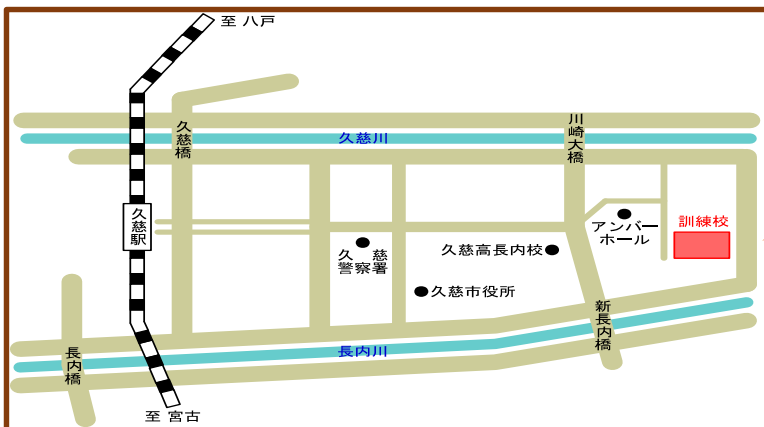 至 八戸
久慈橋
久慈川
川崎大橋
久慈駅
訓練校
アンバー
ホール
久 慈
警察署
久慈高長内校
久慈市役所
新長内橋
長内橋
長内川
至 宮古